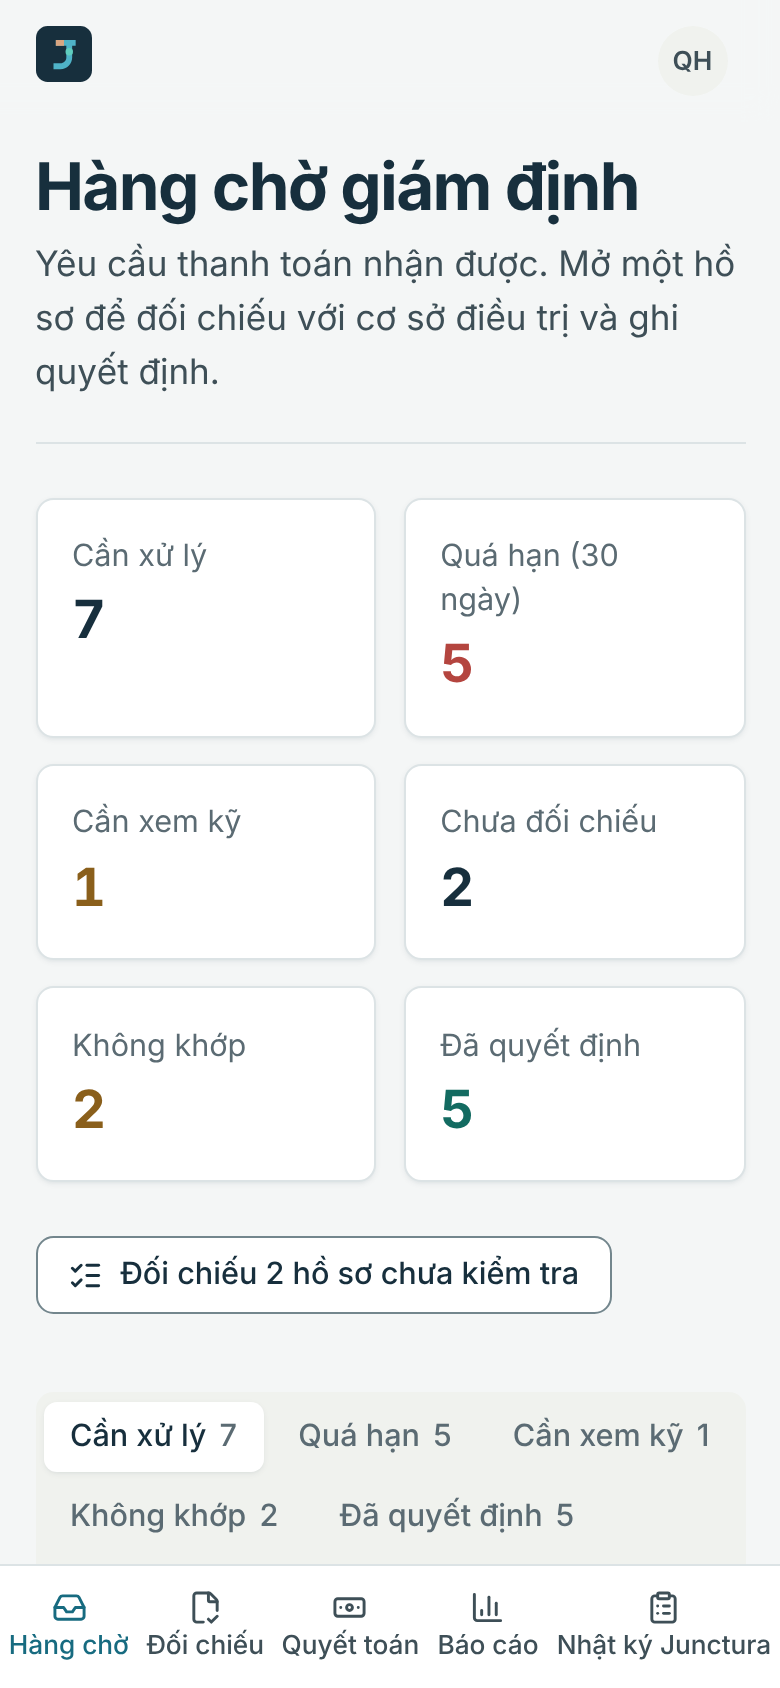 QH
Hàng chờ giám định
Yêu cầu thanh toán nhận được. Mở một hồ
sơ để đối chiếu với cơ sở điều trị và ghi
quyết định.
Cần xử lý
7
Quá hạn (30
ngày)
5
Cần xem kỹ
1
Chưa đối chiếu
2
Không khớp
2
Đã quyết định
5
Đối chiếu 2 hồ sơ chưa kiểm tra
Cần xử lý 7 Quá hạn 5 Cần xem kỹ 1
Không khớp 2 Đã quyết định 5
Hàng chờ Đối chiếu Quyết toán Báo cáo Nhật ký Junctura